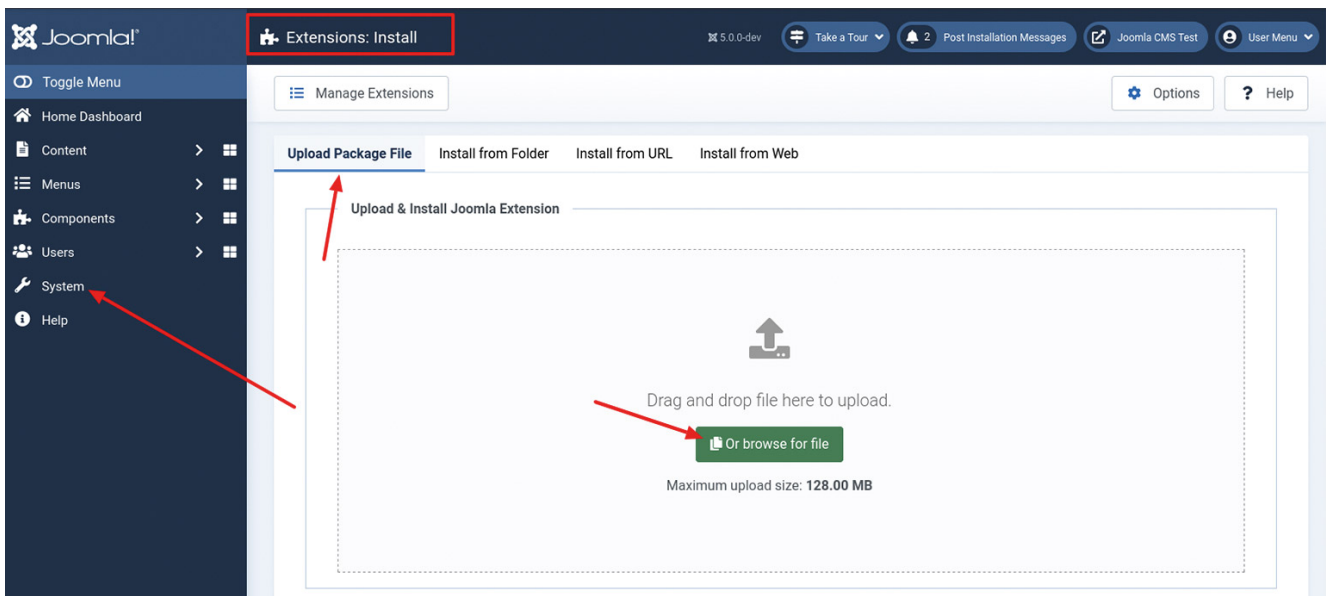 Joomla!®
Extensions: Install
5.0.0-dev
Take a Tour
2 Post Installation Messages
Joomla CMS Test
User Menu
Toggle Menu
Home Dashboard
Content
Menus
Components
Users
System
Help
Manage Extensions
Options
? Help
Upload Package File
Install from Folder
Install from URL
Install from Web
Upload & Install Joomla Extension
Drag and drop file here to upload.
Or browse for file
Maximum upload size: 128.00 MB